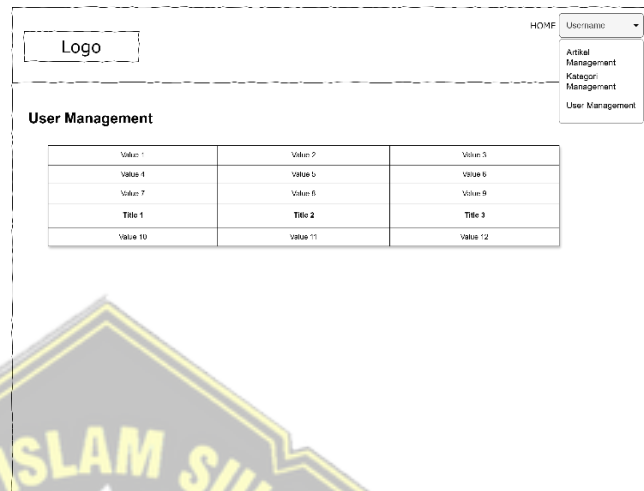 HOME Username
Logo
Artikel
Management
Kategori
Management
User Management
User Management
Value 1 Value 2 Value 3
Value 4 Value 5 Value 6
Value 7 Value 8 Value 9
Title 1 Title 2 Title 3
Value 10 Value 11 Value 12
ISLAM SUL